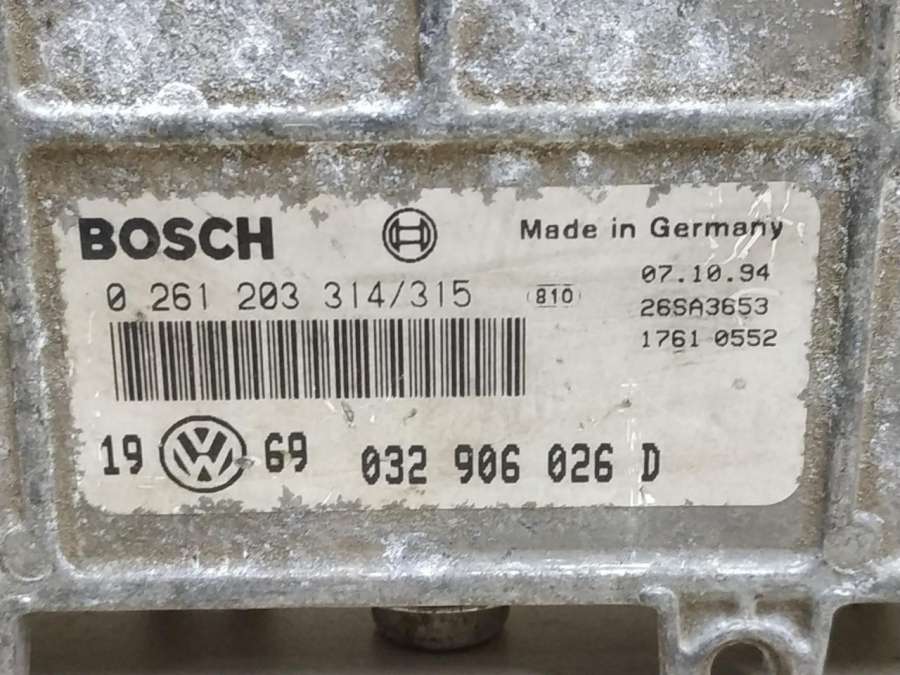 BOSCH
Made in Germany
0 261 203 314/315
810
07.10.94
26SA3653
1761 0552
19 VW 69 032 906 026 D